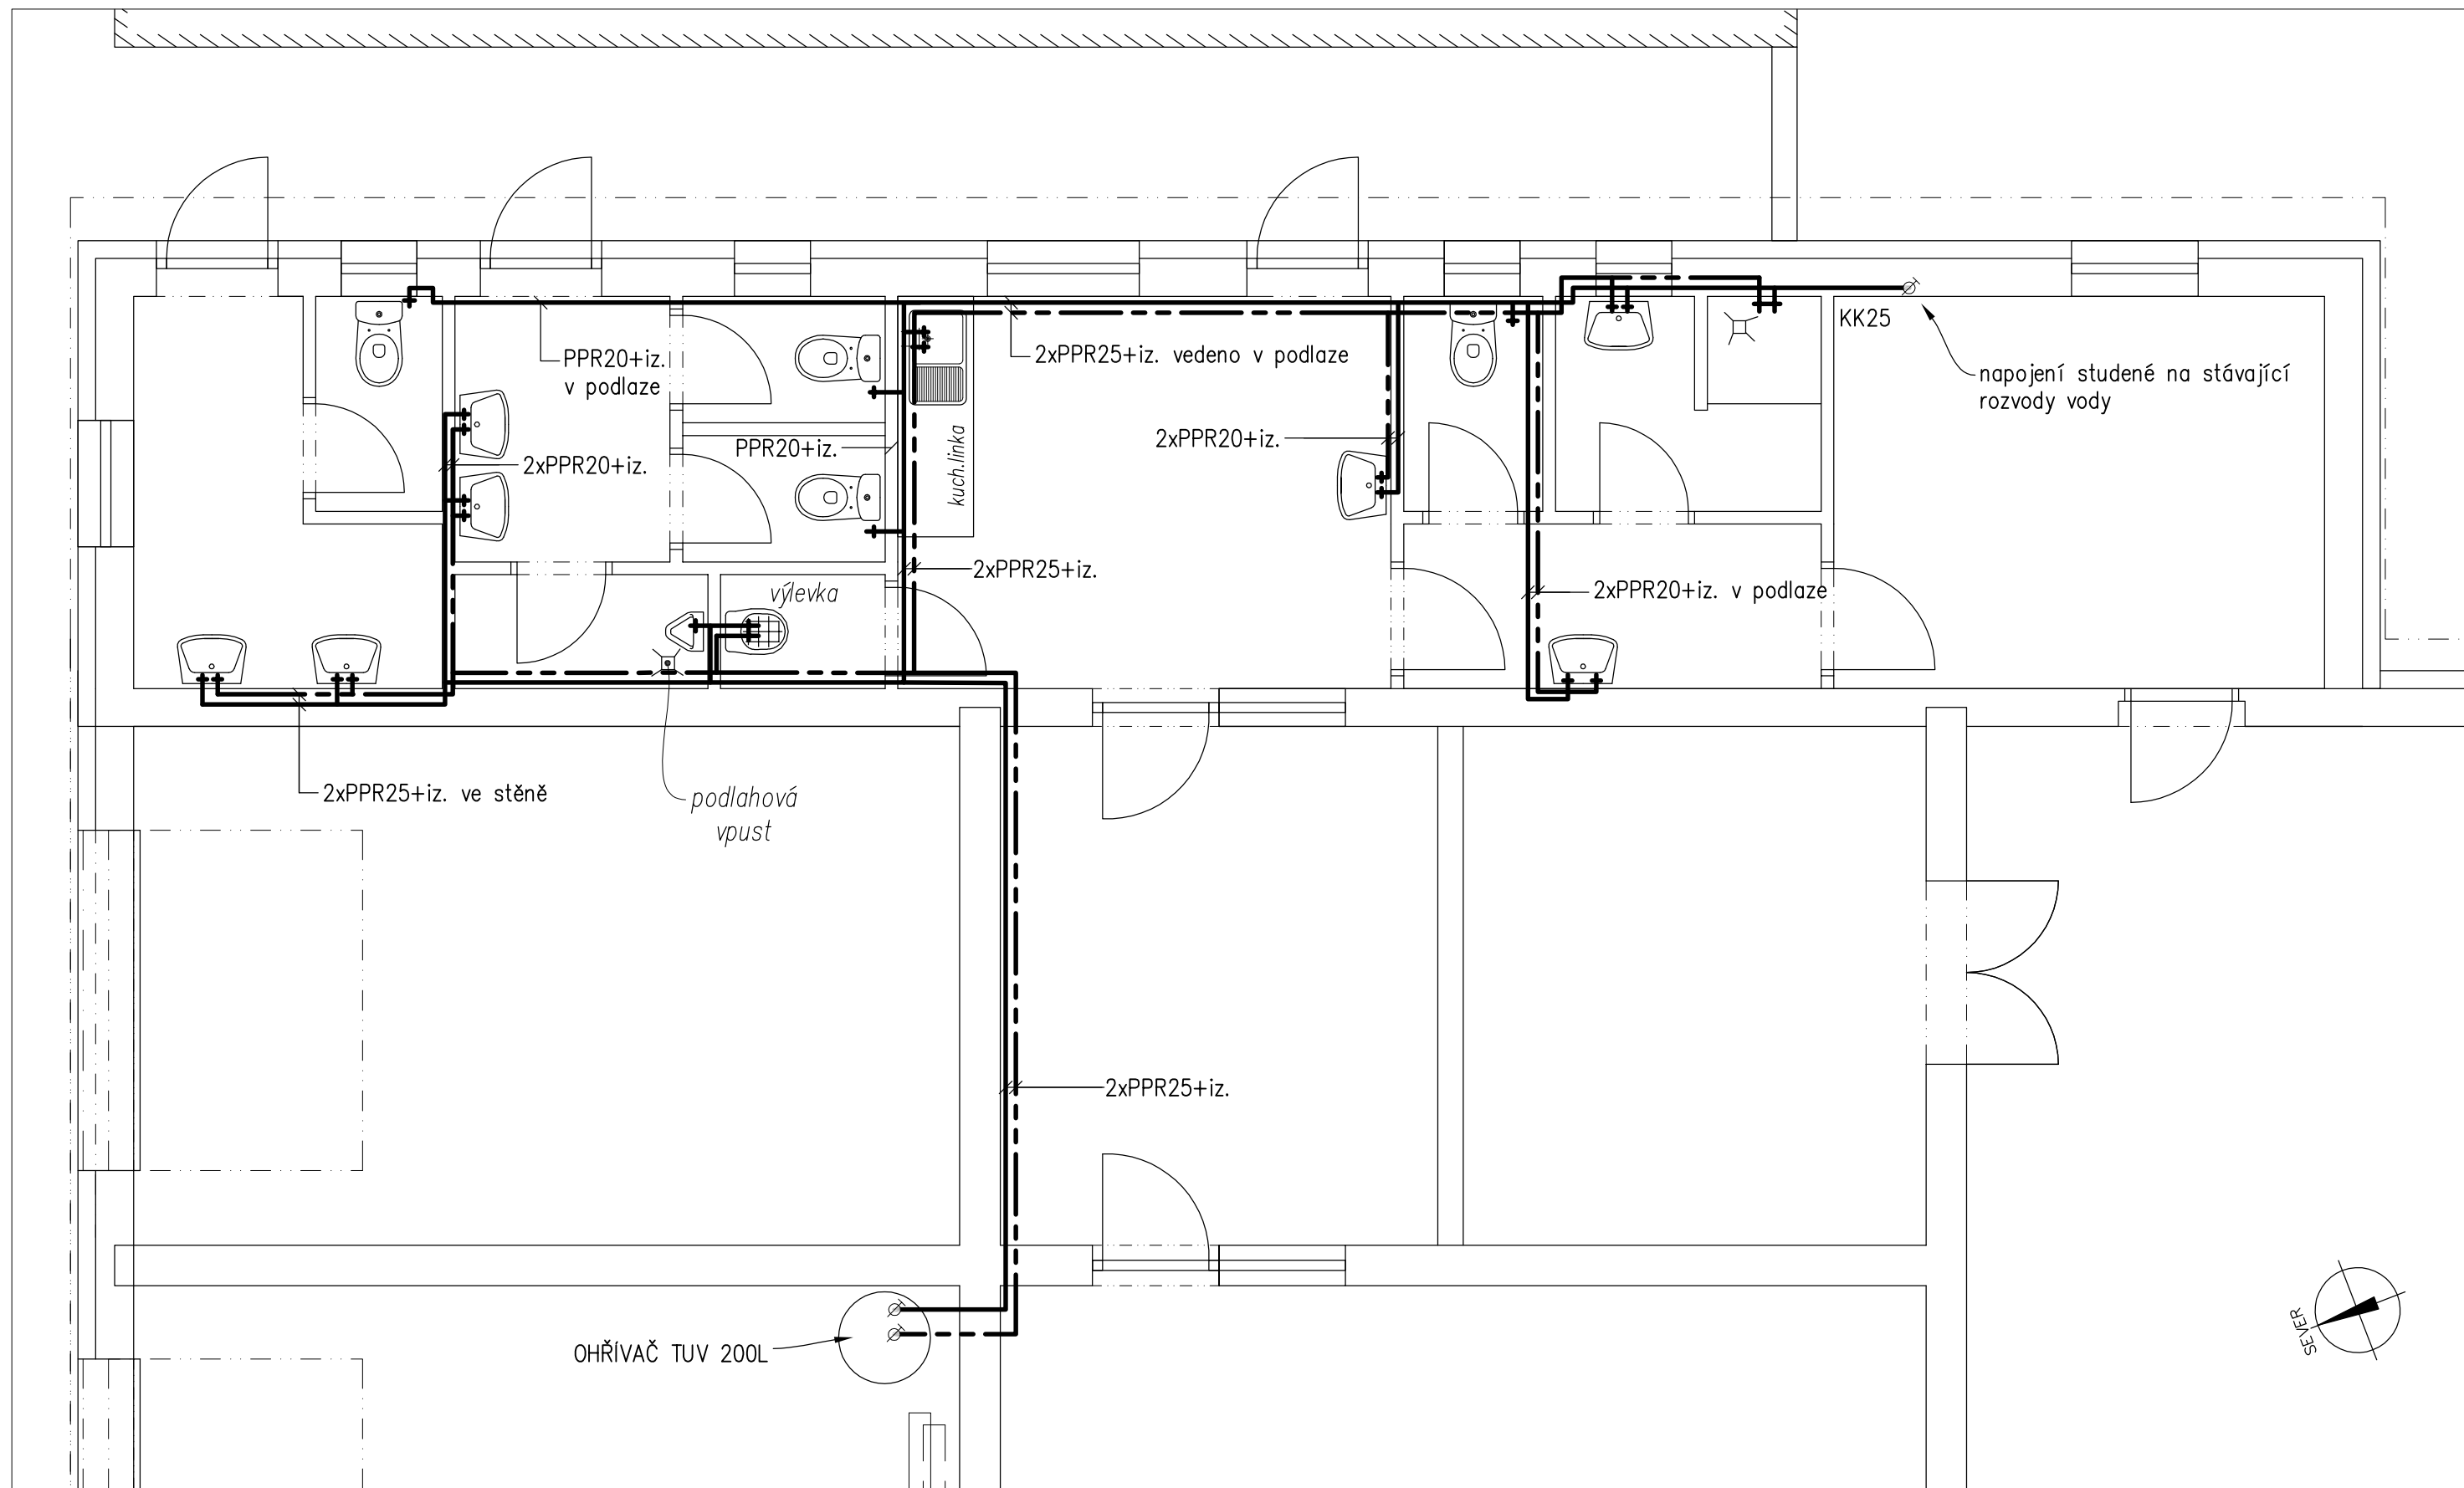 KK25
PPR20+iz.
v podlaze
2xPPR25+iz. vedeno v podlaze
napojení studené na stávající
rozvody vody
PPR20+iz.
kuch.linka
2xPPR20+iz.
2xPPR20+iz.
2xPPR25+iz.
výlevka
2xPPR20+iz. v podlaze
2xPPR25+iz. ve stěně
podlahová
vpust
2xPPR25+iz.
OHŘÍVAČ TUV 200L
SEVER